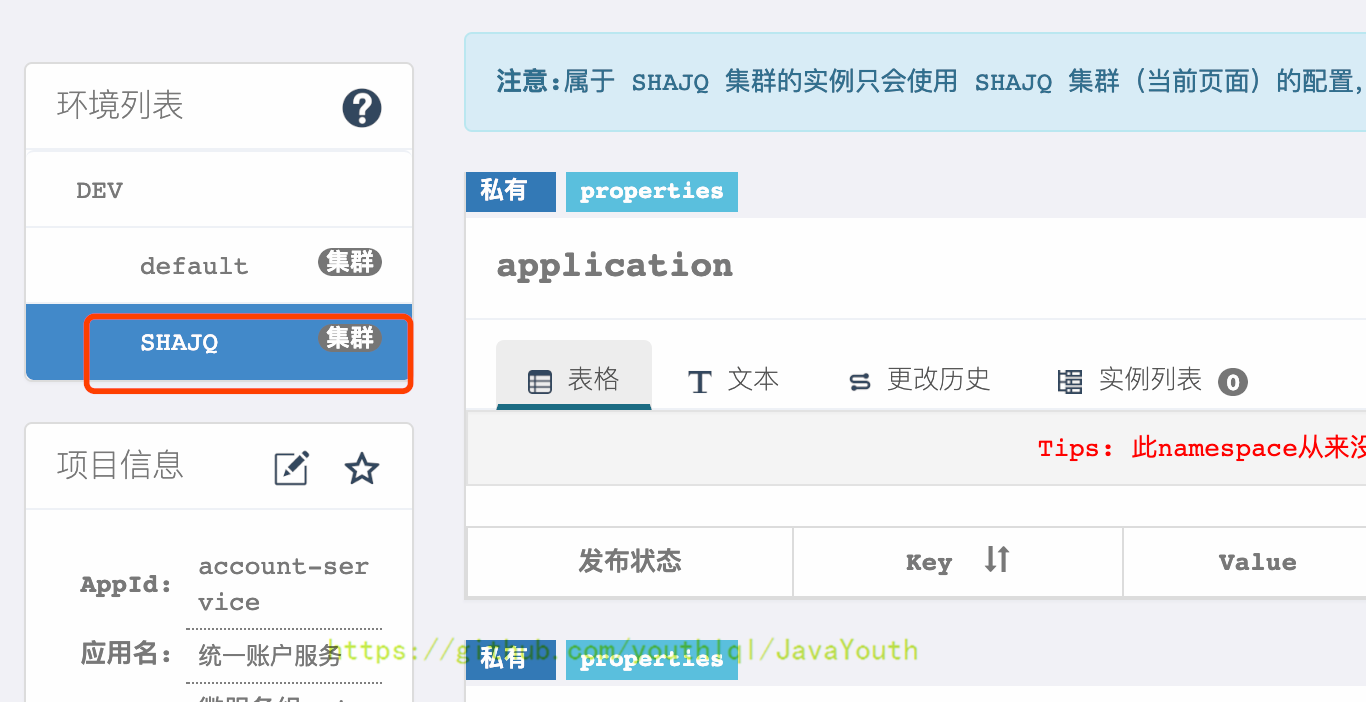 环境列表
DEV
default 集群
SHAJQ 集群
项目信息
AppId: account-ser
vice
应用名: 统一账户服务
注意:属于 SHAJQ 集群的实例只会使用 SHAJQ 集群（当前页面）的配置,
私有 properties
application
表格 文本 更改历史 实例列表 0
Tips: 此namespace从来没
发布状态 Key Value
私有 properties
https://github.com/youthlql/JavaYouth